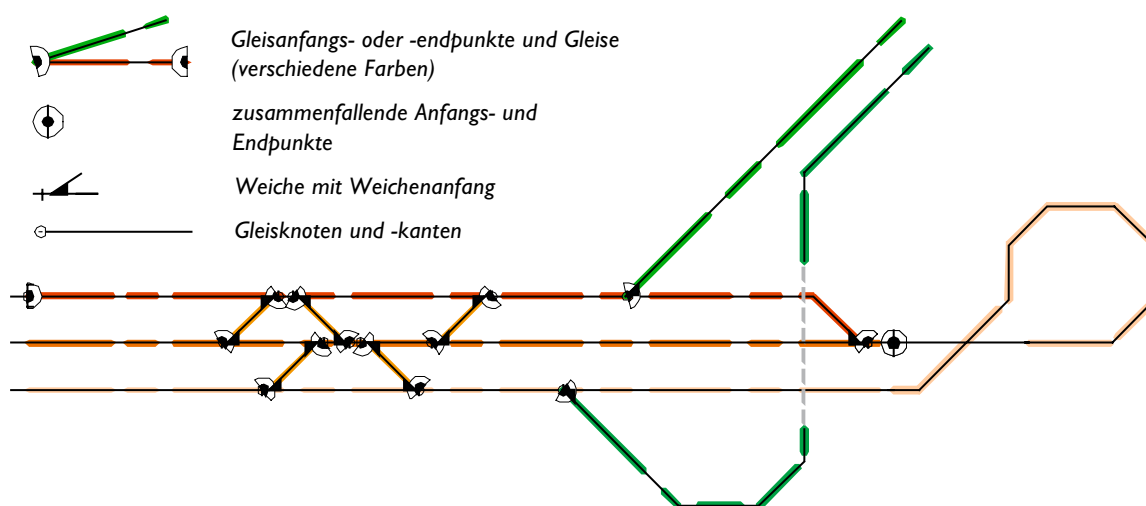 Gleisanfangs- oder -endpunkte und Gleise
(verschiedene Farben)
zusammenfallende Anfangs- und
Endpunkte
Weiche mit Weichenanfang
Gleisknoten und -kanten